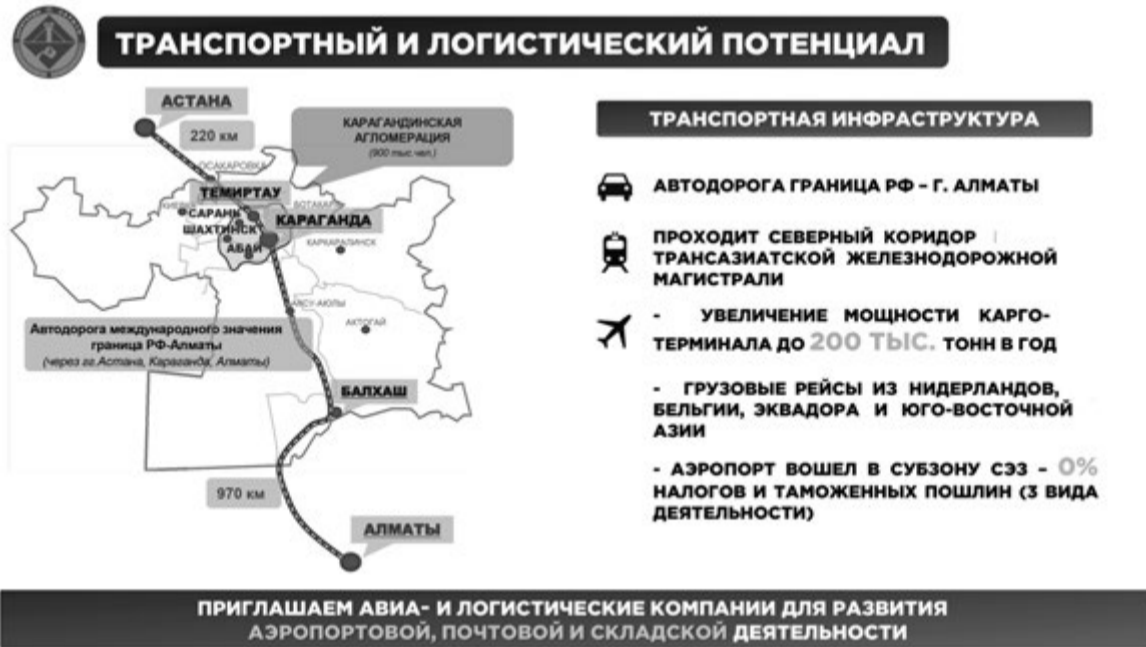 ТРАНСПОРТНЫЙ И ЛОГИСТИЧЕСКИЙ ПОТЕНЦИАЛ
АСТАНА
220 км
КАРАГАНДИНСКАЯ
АГЛОМЕРАЦИЯ
(900 тыс.чел.)
ОСАКАРОВКА
ТЕМИРТАУ
КИЕВКА
БОТАКАРЫ
САРАНЬ
КАРАГАНДА
ШАХТИНСК
АБАЙ
КАРКАРАЛИНСК
АКСУ-АЮЛЫ
АКТОГАЙ
Автодорога международного значения
граница РФ-Алматы
(через гг.Астана, Караганда, Алматы)
БАЛХАШ
970 км
АЛМАТЫ
ТРАНСПОРТНАЯ ИНФРАСТРУКТУРА
АВТОДОРОГА ГРАНИЦА РФ – Г. АЛМАТЫ
ПРОХОДИТ СЕВЕРНЫЙ КОРИДОР
ТРАНСАЗИАТСКОЙ ЖЕЛЕЗНОДОРОЖНОЙ
МАГИСТРАЛИ
- УВЕЛИЧЕНИЕ МОЩНОСТИ КАРГО-
ТЕРМИНАЛА ДО 200 ТЫС. ТОНН В ГОД
- ГРУЗОВЫЕ РЕЙСЫ ИЗ НИДЕРЛАНДОВ,
БЕЛЬГИИ, ЭКВАДОРА И ЮГО-ВОСТОЧНОЙ
АЗИИ
- АЭРОПОРТ ВОШЕЛ В СУБЗОНУ СЭЗ – 0%
НАЛОГОВ И ТАМОЖЕННЫХ ПОШЛИН (3 ВИДА
ДЕЯТЕЛЬНОСТИ)
ПРИГЛАШАЕМ АВИА- И ЛОГИСТИЧЕСКИЕ КОМПАНИИ ДЛЯ РАЗВИТИЯ
АЭРОПОРТОВОЙ, ПОЧТОВОЙ И СКЛАДСКОЙ ДЕЯТЕЛЬНОСТИ